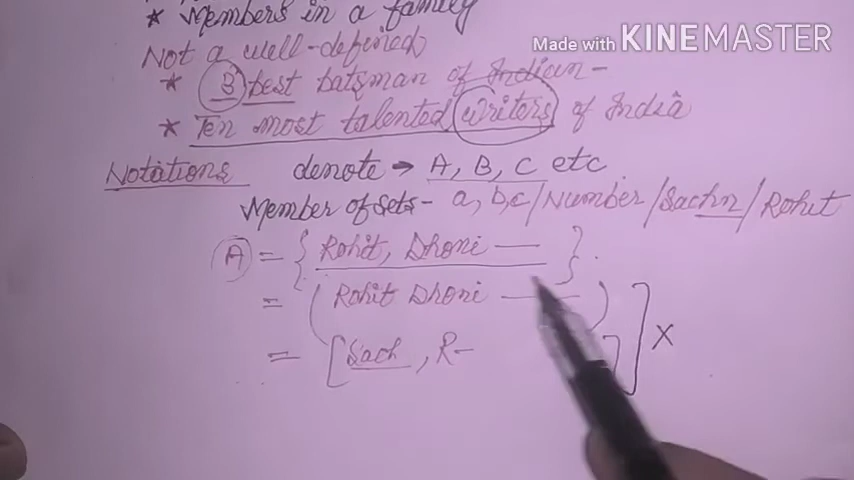 * Members in a family
Made with KINEMASTER
Not a well-defined
* 3 best batsman of Indian -
* Ten most talented writers of India
Notations denote → A, B, C etc
Member of Sets - a, b, c / Number / Sachn / Rohit
A = { Rohit, Dhoni — }.
= ( Rohit Dhoni — )
= [ Sach , R- ] ] X